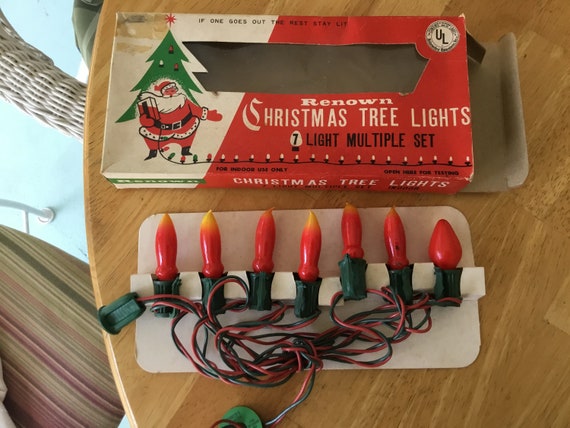 IF ONE GOES OUT THE REST STAY LIT
UL
Renown
CHRISTMAS TREE LIGHTS
7 LIGHT MULTIPLE SET
FOR INDOOR USE ONLY
OPEN HERE FOR TESTING
Renown
CHRISTMAS TREE LIGHTS